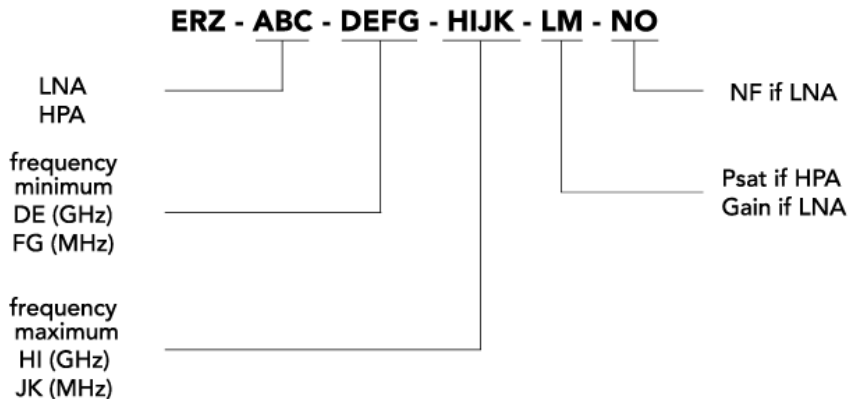 ERZ - ABC - DEFG - HIJK - LM - NO
LNA
HPA
NF if LNA
frequency
minimum
DE (GHz)
FG (MHz)
Psat if HPA
Gain if LNA
frequency
maximum
HI (GHz)
JK (MHz)